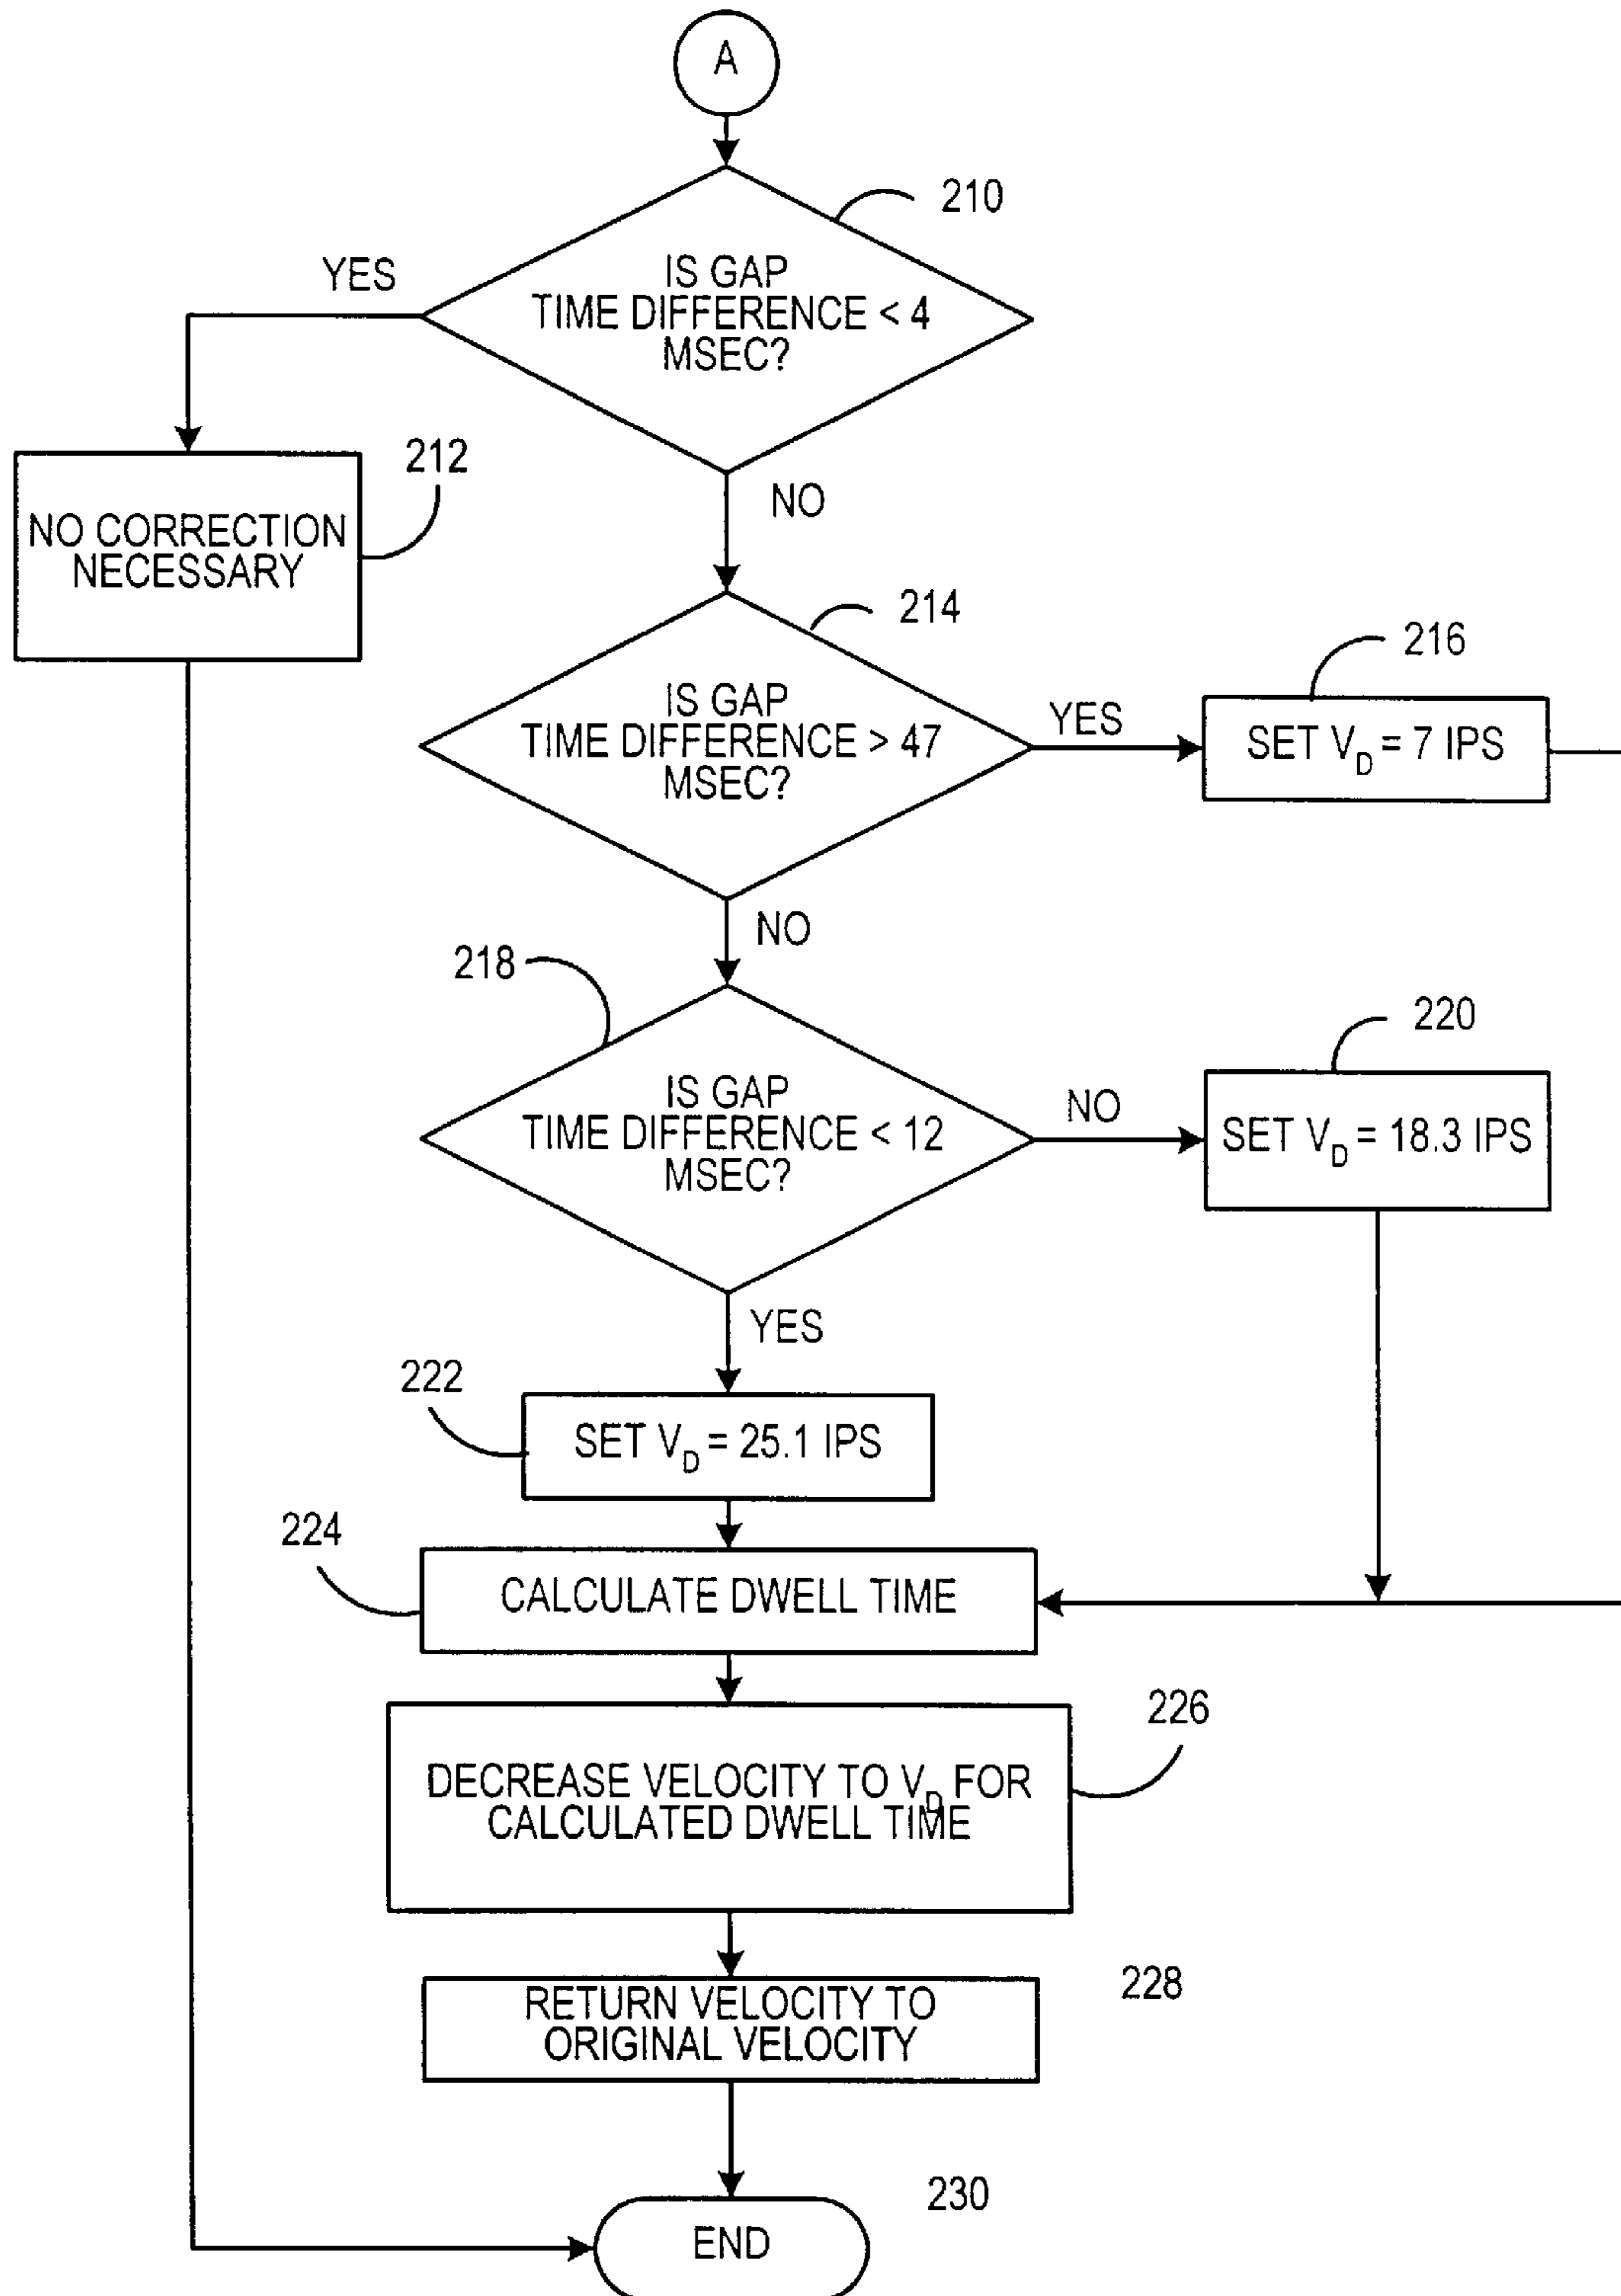 A
210
IS GAP
TIME DIFFERENCE < 4
MSEC?
YES
NO
212
NO CORRECTION
NECESSARY
214
IS GAP
TIME DIFFERENCE > 47
MSEC?
YES
216
SET V_D = 7 IPS
NO
218
IS GAP
TIME DIFFERENCE < 12
MSEC?
NO
220
SET V_D = 18.3 IPS
YES
222
SET V_D = 25.1 IPS
224
CALCULATE DWELL TIME
226
DECREASE VELOCITY TO V_D FOR
CALCULATED DWELL TIME
228
RETURN VELOCITY TO
ORIGINAL VELOCITY
230
END